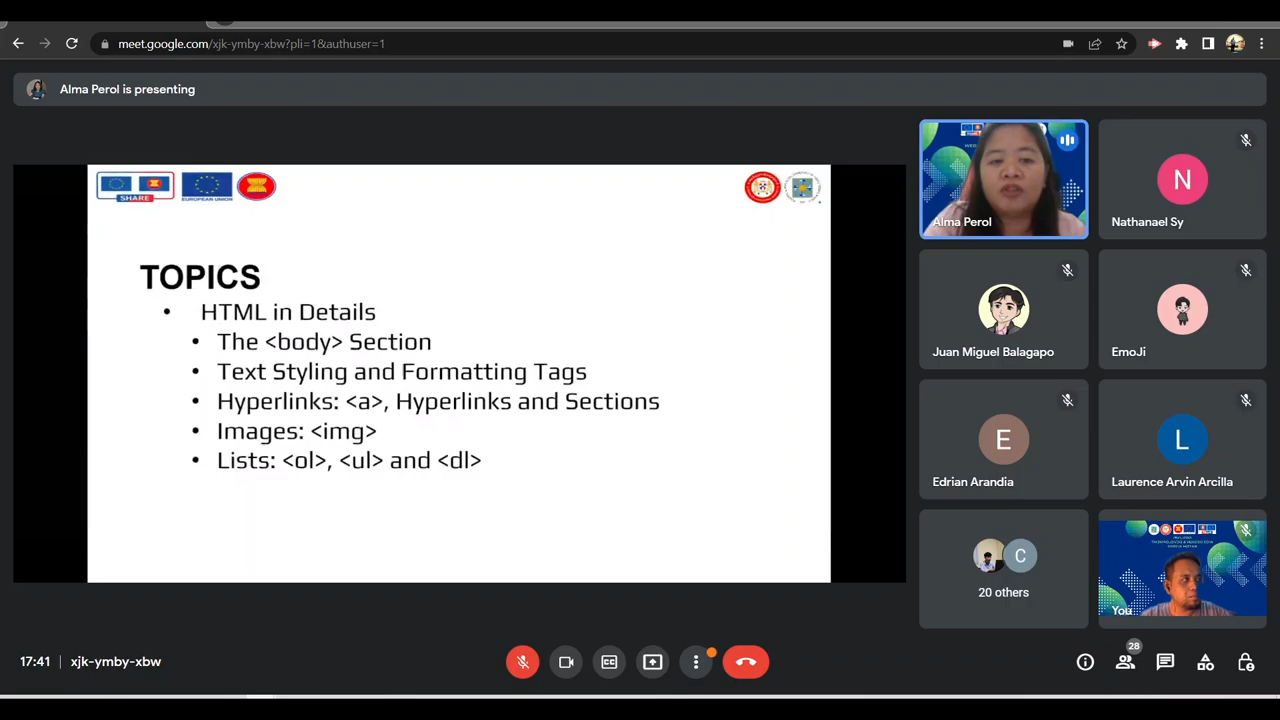 meet.google.com/xjk-ymby-xbw?pli=1&authuser=1
Alma Perol is presenting
SHARE
EUROPEAN UNION
TOPICS
• HTML in Details
• The <body> Section
• Text Styling and Formatting Tags
• Hyperlinks: <a>, Hyperlinks and Sections
• Images: <img>
• Lists: <ol>, <ul> and <dl>
Alma Perol
N
Nathanael Sy
Juan Miguel Balagapo
EmoJi
E
Edrian Arandia
L
Laurence Arvin Arcilla
C
20 others
You
17:41 | xjk-ymby-xbw
28